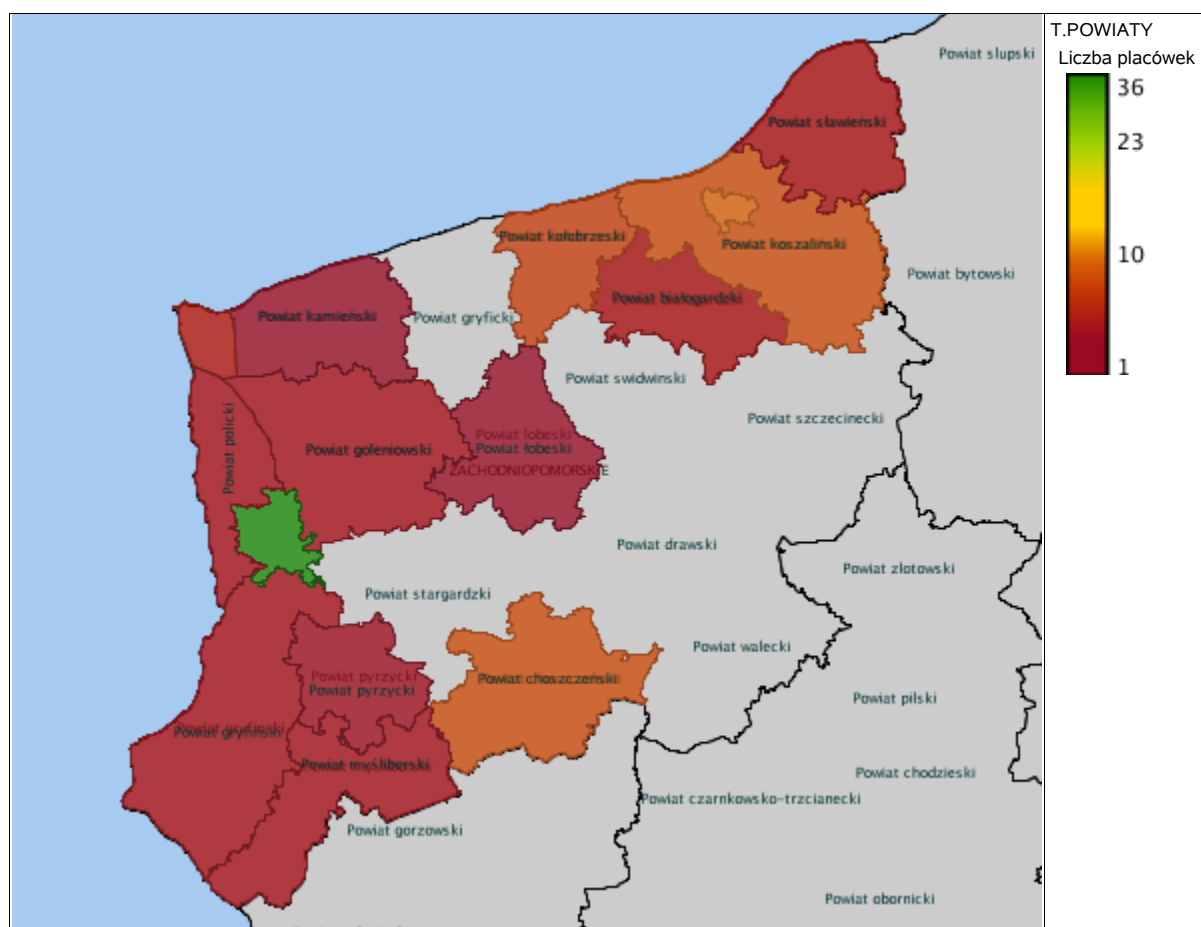 T.POWIATY
Liczba placówek
36
23
10
1
Powiat slupski
Powiat sławieński
Powiat kołobrzeski
Powiat koszaliński
Powiat bytowski
Powiat białogardzki
Powiat kamieński
Powiat gryficki
Powiat swidwinski
Powiat szczecinecki
Powiat policki
Powiat goleniowski
Powiat lobeski
Powiat łobeski
ZACHODNIOPOMORSKIE
Powiat drawski
Powiat zlotowski
Powiat stargardzki
Powiat walecki
Powiat pyrzycki
Powiat pyrzycki
Powiat choszczeński
Powiat pilski
Powiat gryfinski
Powiat gryfiński
Powiat myśliborski
Powiat chodzieski
Powiat czarnkowsko-trzcianecki
Powiat gorzowski
Powiat obornicki